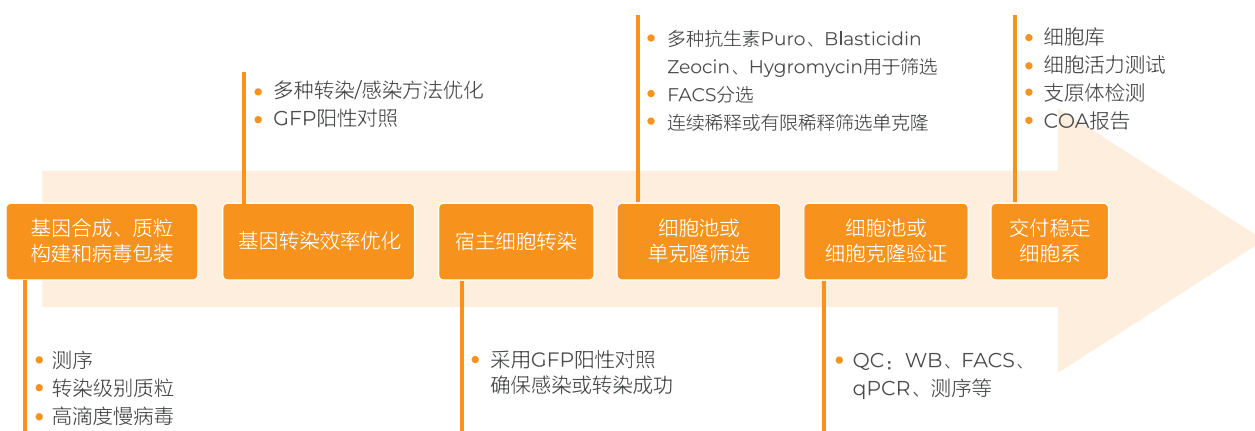 多种抗生素Puro、Blasticidin
Zeocin、Hygromycin用于筛选
FACS分选
连续稀释或有限稀释筛选单克隆
细胞库
细胞活力测试
支原体检测
COA报告
多种转染/感染方法优化
GFP阳性对照
基因合成、质粒
构建和病毒包装
基因转染效率优化
宿主细胞转染
细胞池或
单克隆筛选
细胞池或
细胞克隆验证
交付稳定
细胞系
测序
转染级别质粒
高滴度慢病毒
采用GFP阳性对照
确保感染或转染成功
QC：WB、FACS、
qPCR、测序等